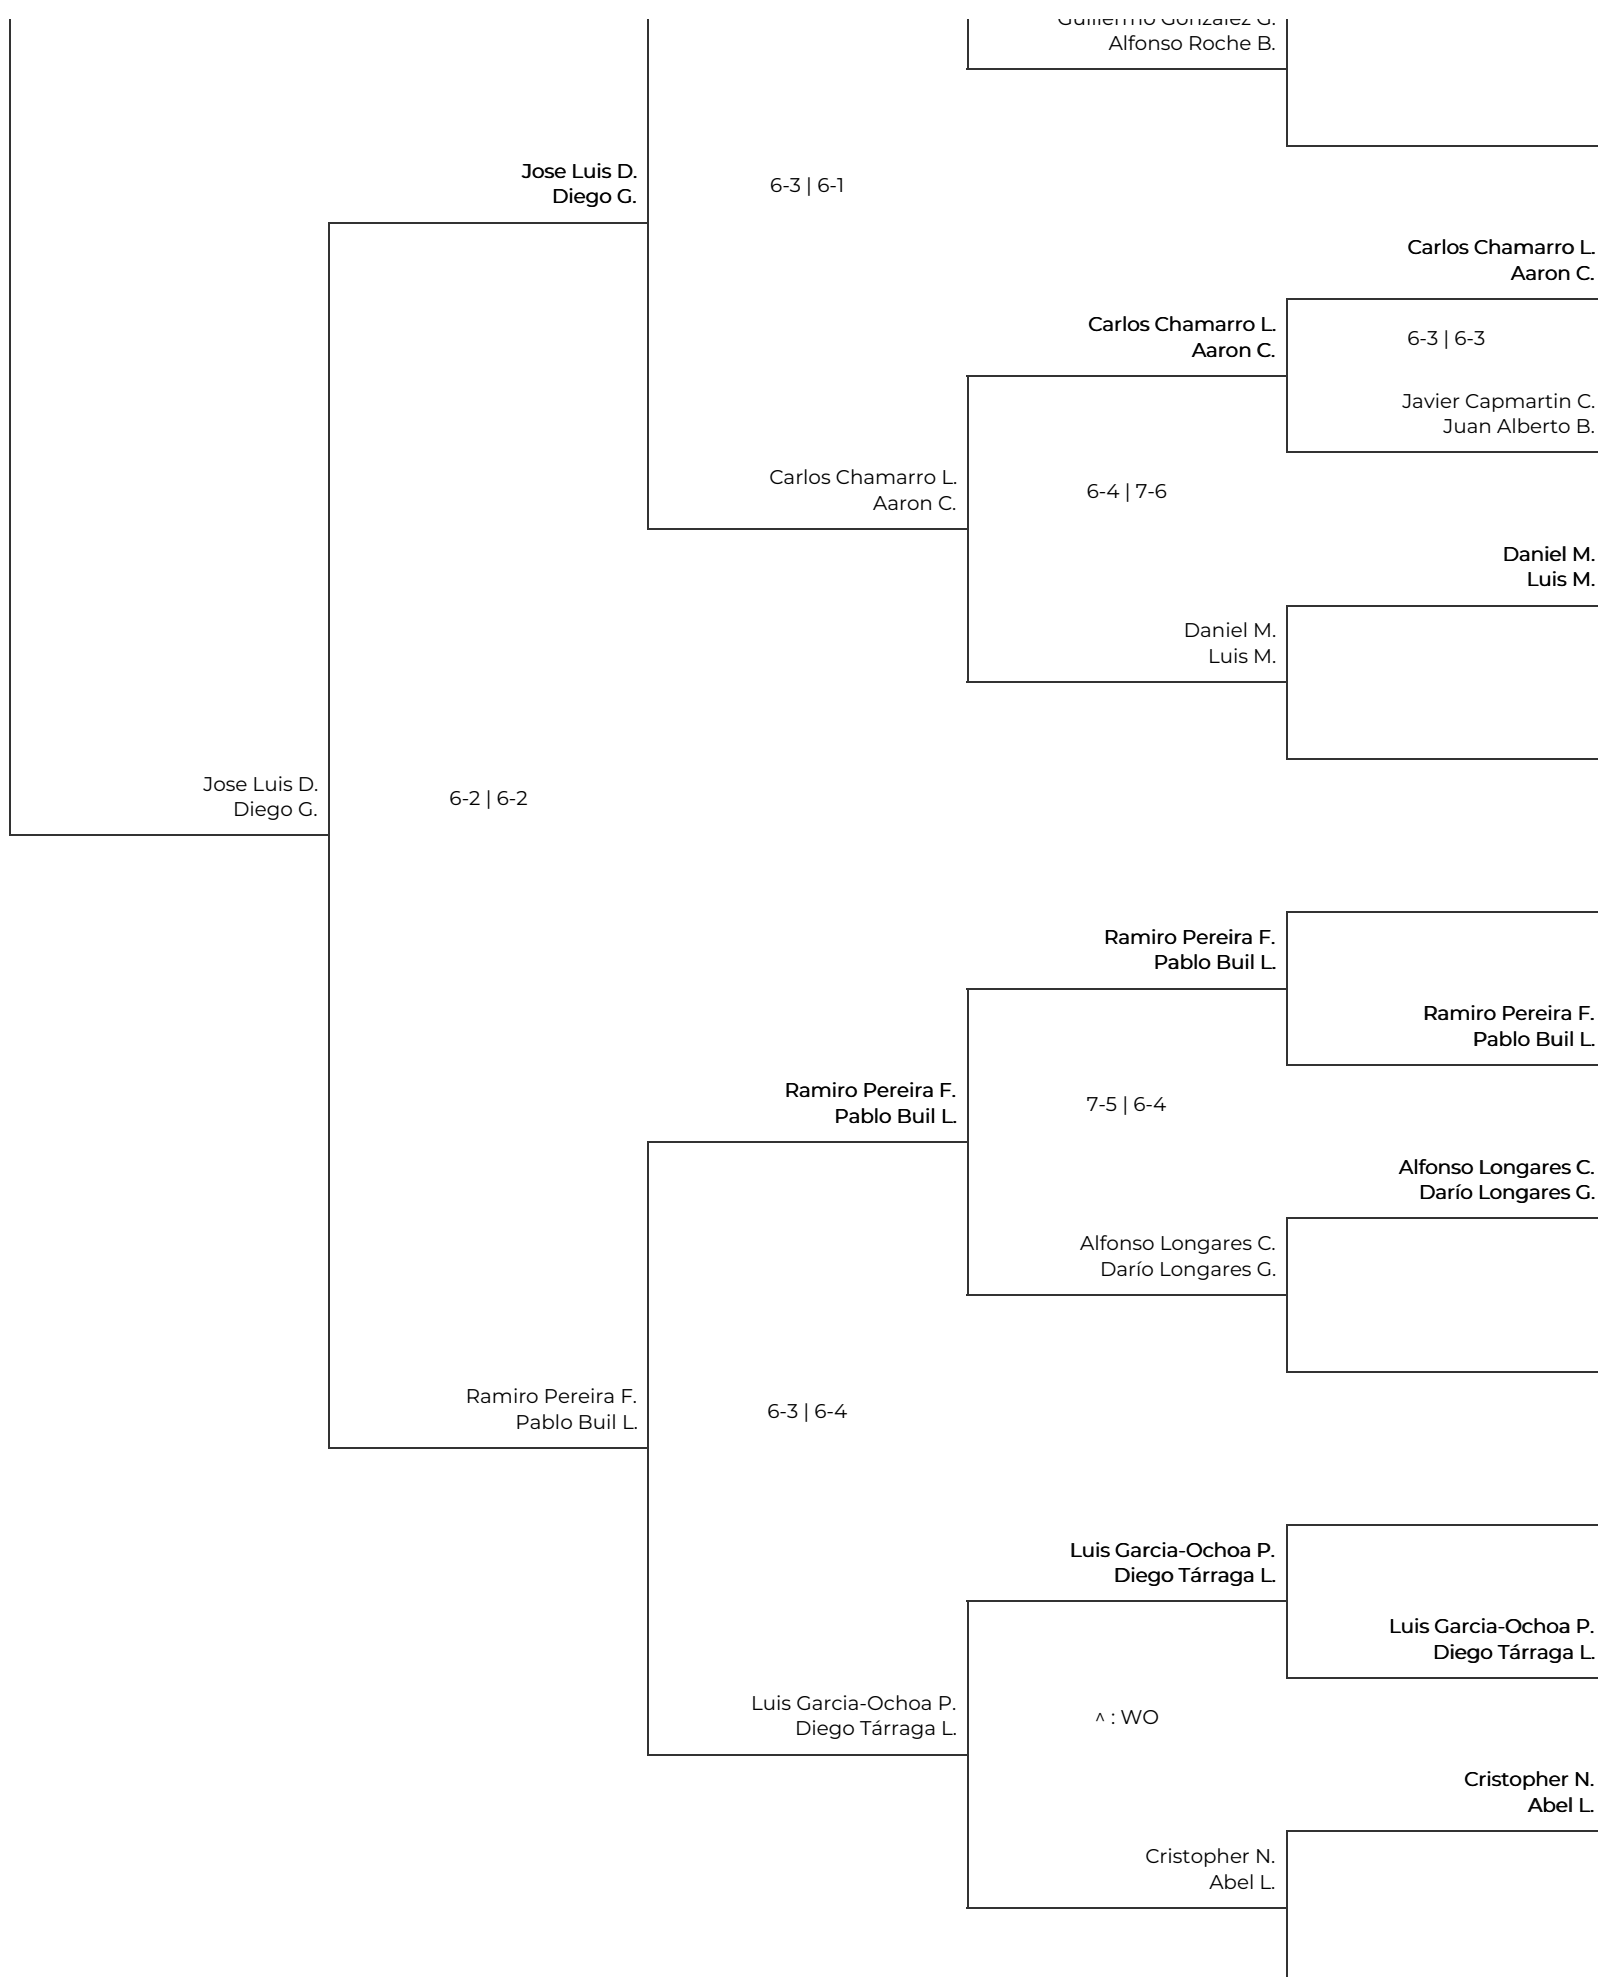 Guillermo González G.
Alfonso Roche B.
Jose Luis D.
Diego G.
6-3 | 6-1
Carlos Chamarro L.
Aaron C.
Carlos Chamarro L.
Aaron C.
6-3 | 6-3
Javier Capmartin C.
Juan Alberto B.
Carlos Chamarro L.
Aaron C.
6-4 | 7-6
Daniel M.
Luis M.
Daniel M.
Luis M.
Jose Luis D.
Diego G.
6-2 | 6-2
Ramiro Pereira F.
Pablo Buil L.
Ramiro Pereira F.
Pablo Buil L.
Ramiro Pereira F.
Pablo Buil L.
7-5 | 6-4
Alfonso Longares C.
Darío Longares G.
Alfonso Longares C.
Darío Longares G.
Ramiro Pereira F.
Pablo Buil L.
6-3 | 6-4
Luis Garcia-Ochoa P.
Diego Tárraga L.
Luis Garcia-Ochoa P.
Diego Tárraga L.
Luis Garcia-Ochoa P.
Diego Tárraga L.
^ : WO
Cristopher N.
Abel L.
Cristopher N.
Abel L.